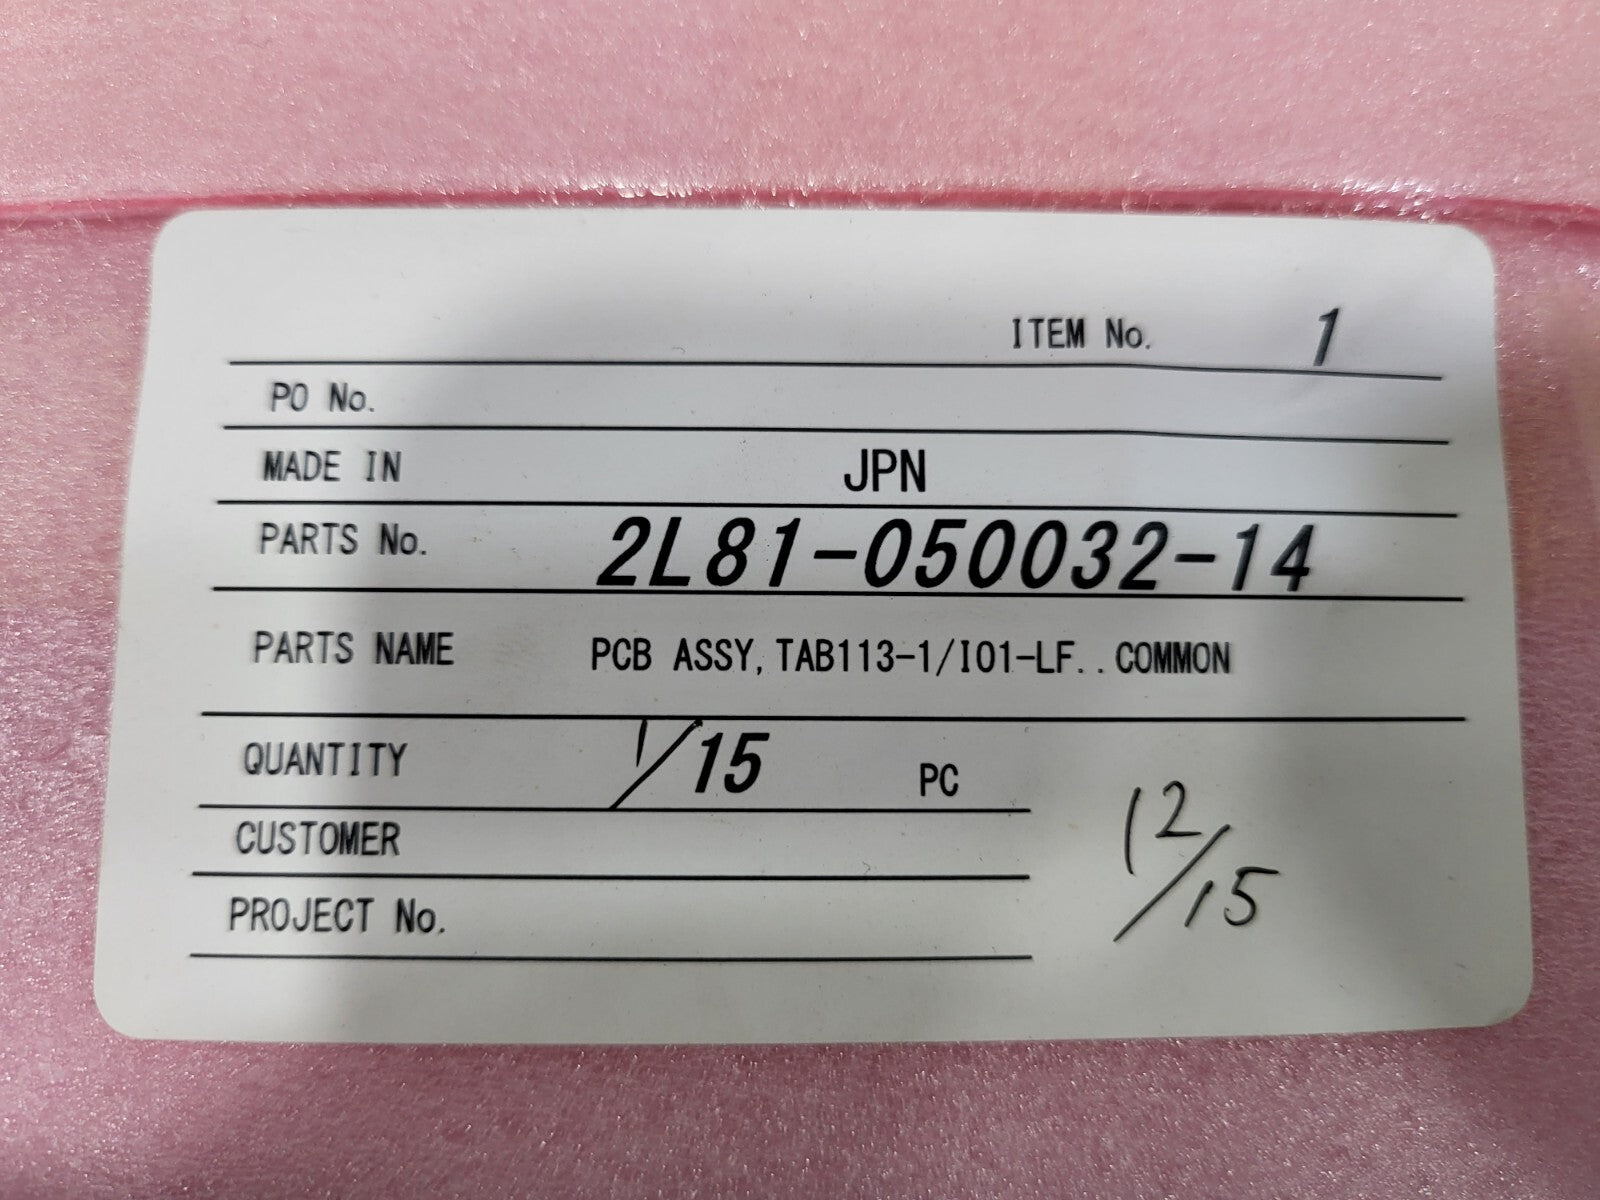 ITEM No. 1
PO No.
MADE IN JPN
PARTS No. 2L81-050032-14
PARTS NAME PCB ASSY, TAB113-1/IO1-LF.. COMMON
QUANTITY 1/15 PC
12/15
CUSTOMER
PROJECT No.